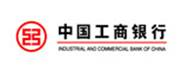 中国工商银行
INDUSTRIAL AND COMMERCIAL BANK OF CHINA